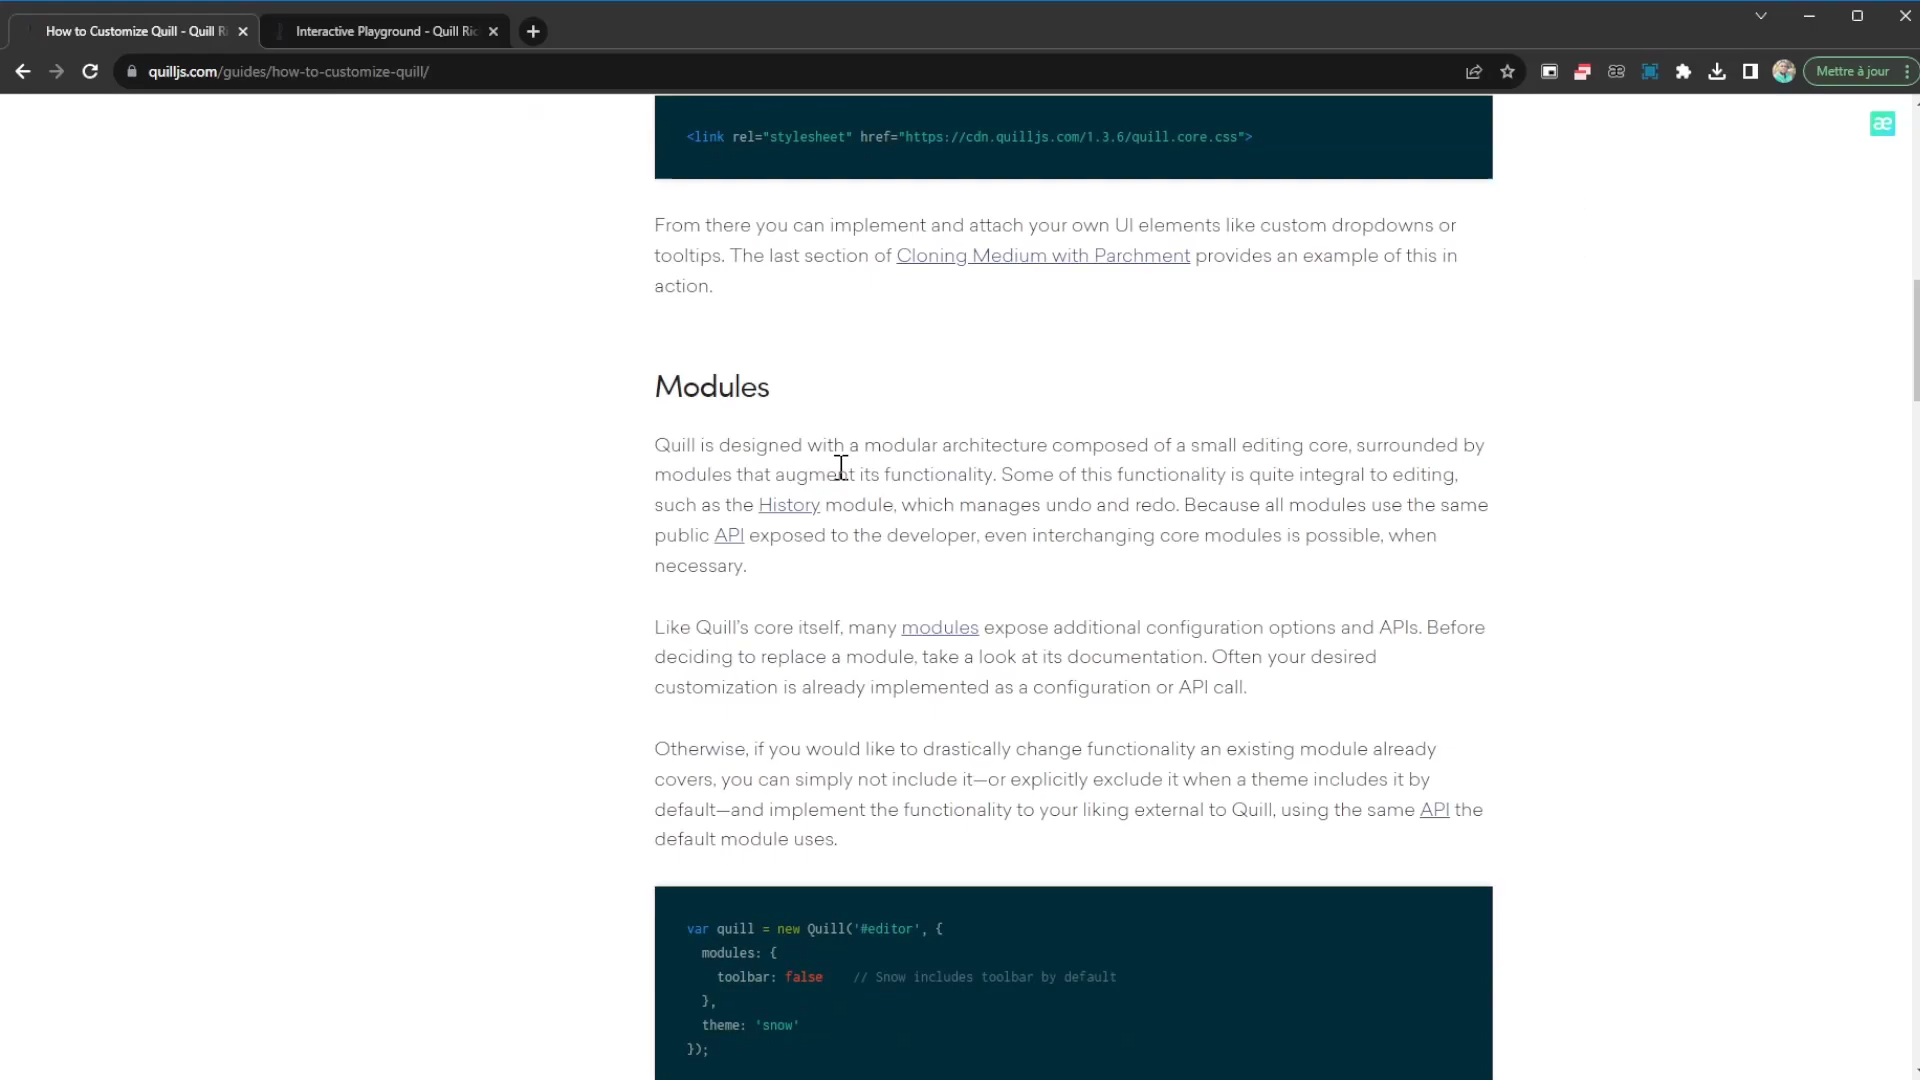 How to Customize Quill - Quill Ri
Interactive Playground - Quill Ric
quilljs.com/guides/how-to-customize-quill/
Mettre à jour
æ
<link rel="stylesheet" href="https://cdn.quilljs.com/1.3.6/quill.core.css">
From there you can implement and attach your own UI elements like custom dropdowns or
tooltips. The last section of Cloning Medium with Parchment provides an example of this in
action.
Modules
Quill is designed with a modular architecture composed of a small editing core, surrounded by
modules that augment its functionality. Some of this functionality is quite integral to editing,
such as the History module, which manages undo and redo. Because all modules use the same
public API exposed to the developer, even interchanging core modules is possible, when
necessary.
Like Quill’s core itself, many modules expose additional configuration options and APIs. Before
deciding to replace a module, take a look at its documentation. Often your desired
customization is already implemented as a configuration or API call.
Otherwise, if you would like to drastically change functionality an existing module already
covers, you can simply not include it—or explicitly exclude it when a theme includes it by
default—and implement the functionality to your liking external to Quill, using the same API the
default module uses.
var quill = new Quill('#editor', {
modules: {
toolbar: false // Snow includes toolbar by default
},
theme: 'snow'
});